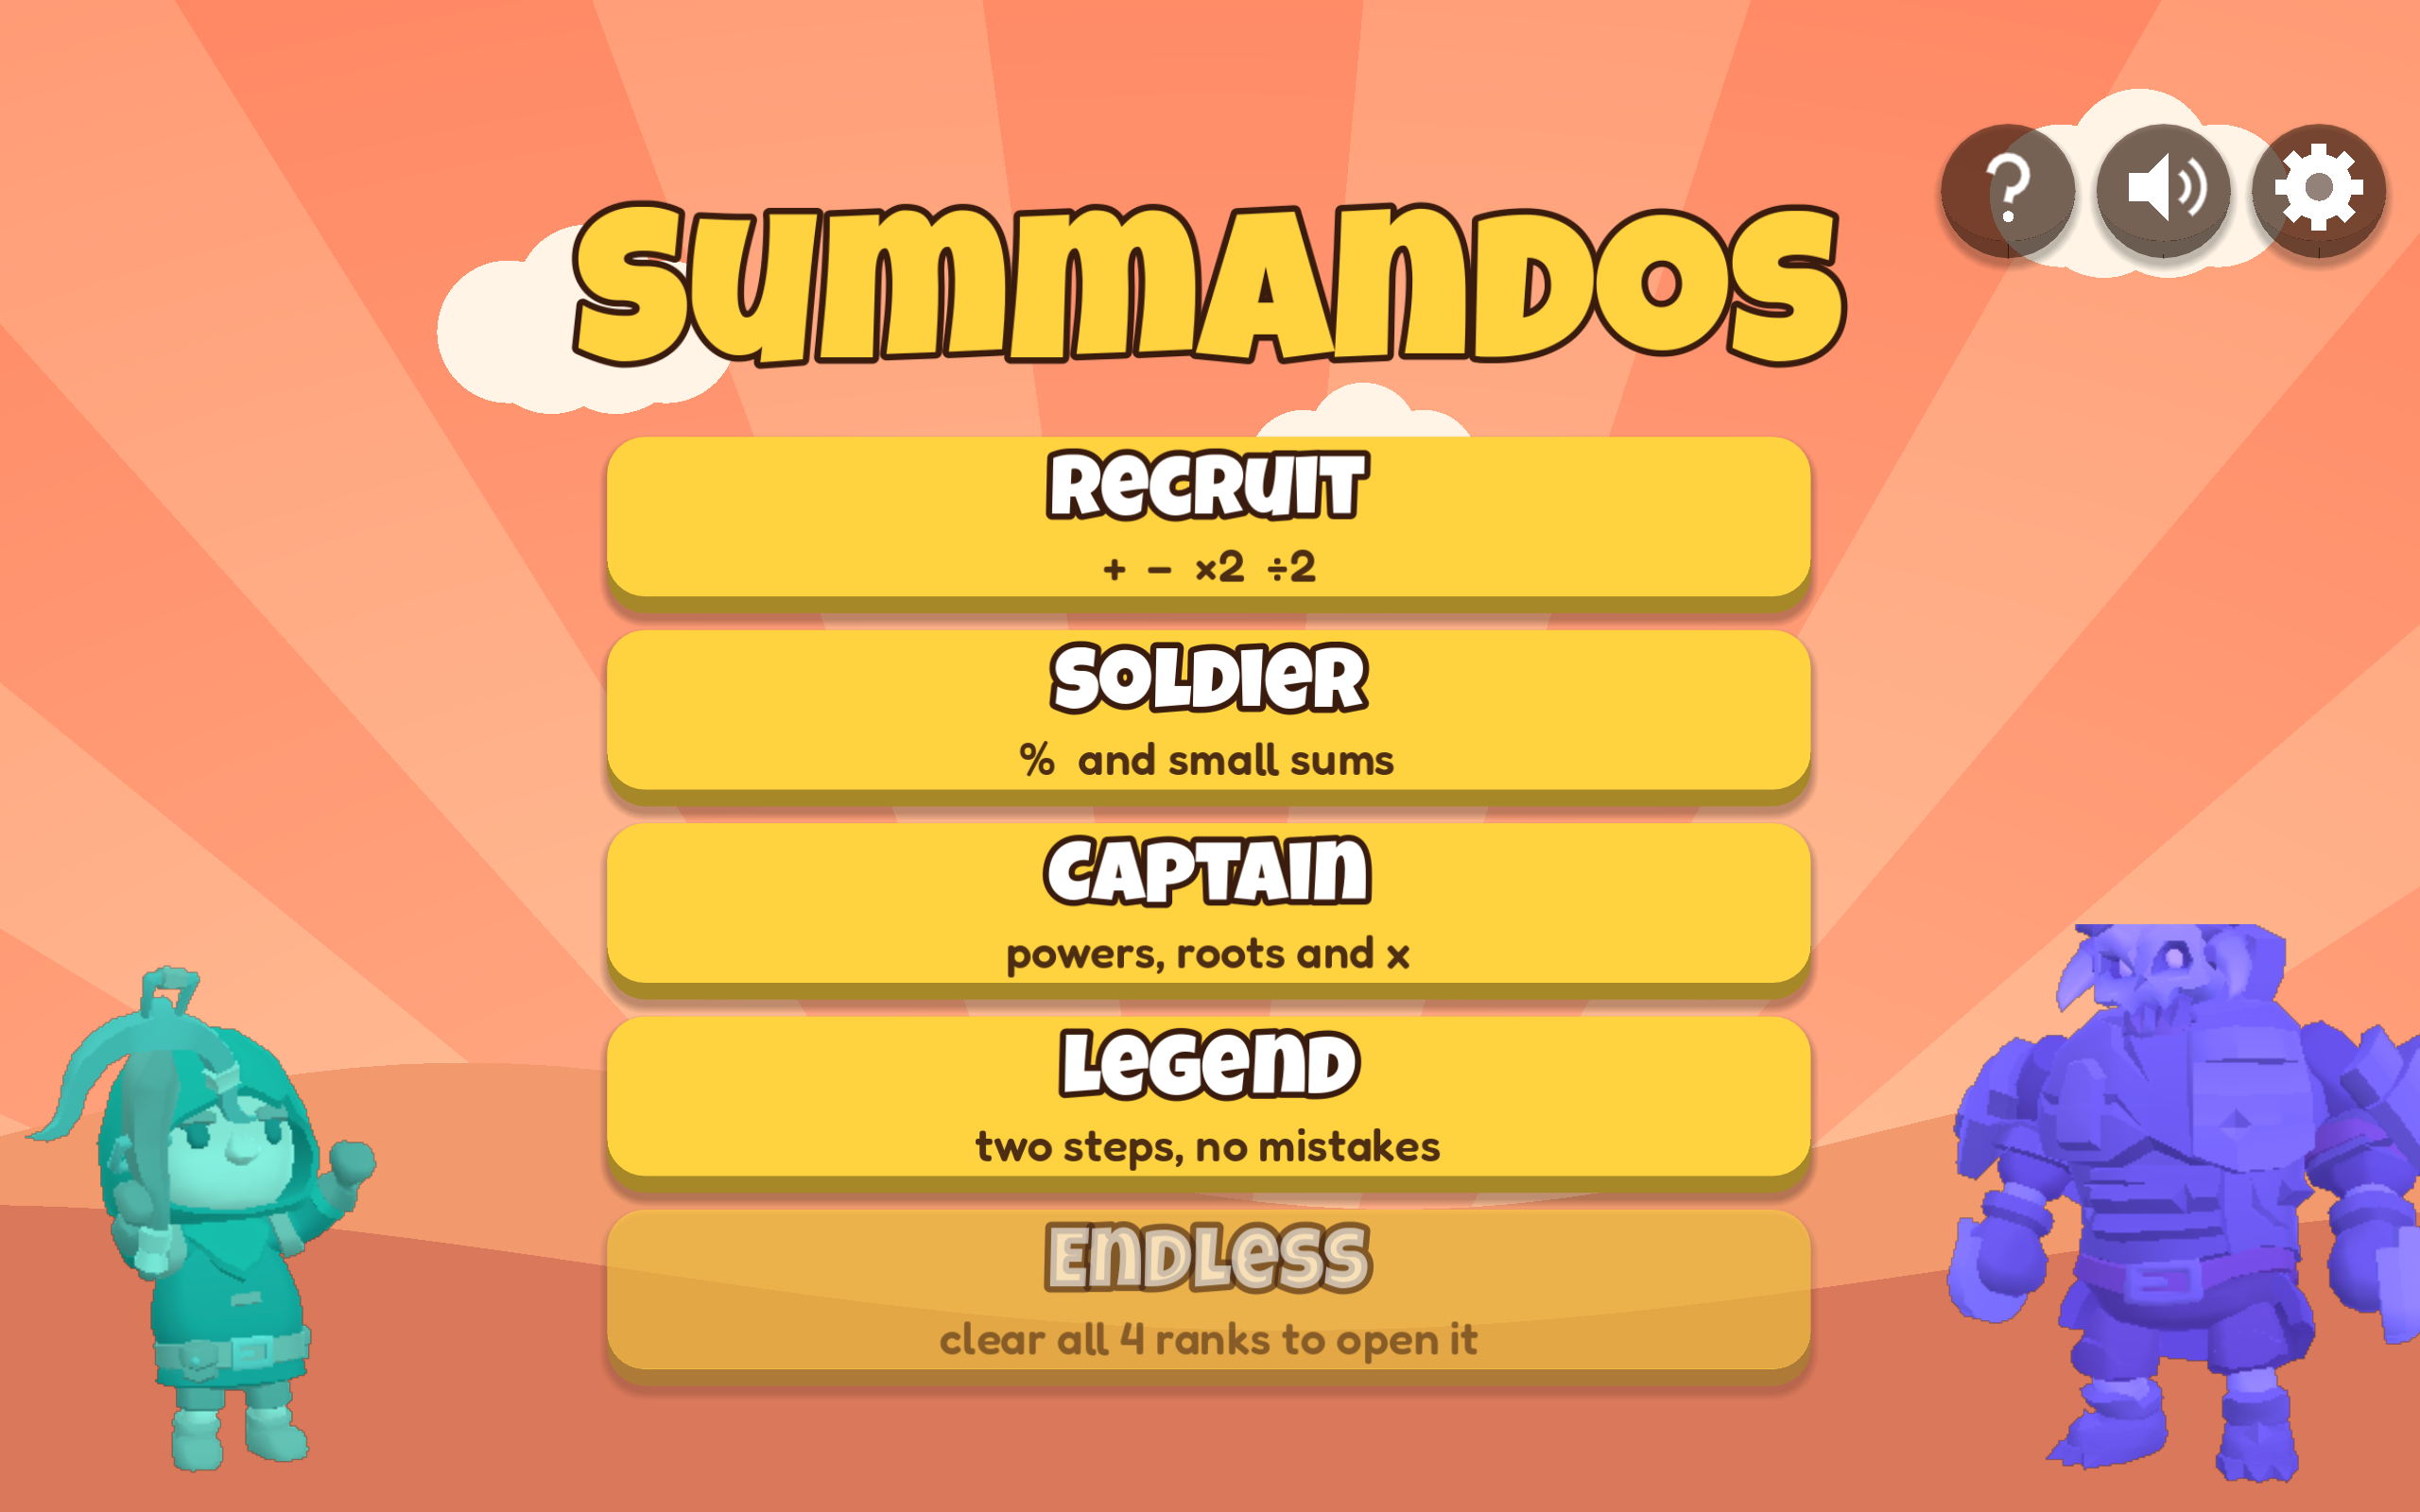 SUMMANDOS
RECRUIT
+ − ×2 ÷2
SOLDIER
% and small sums
CAPTAIN
powers, roots and x
LEGEND
two steps, no mistakes
ENDLESS
clear all 4 ranks to open it